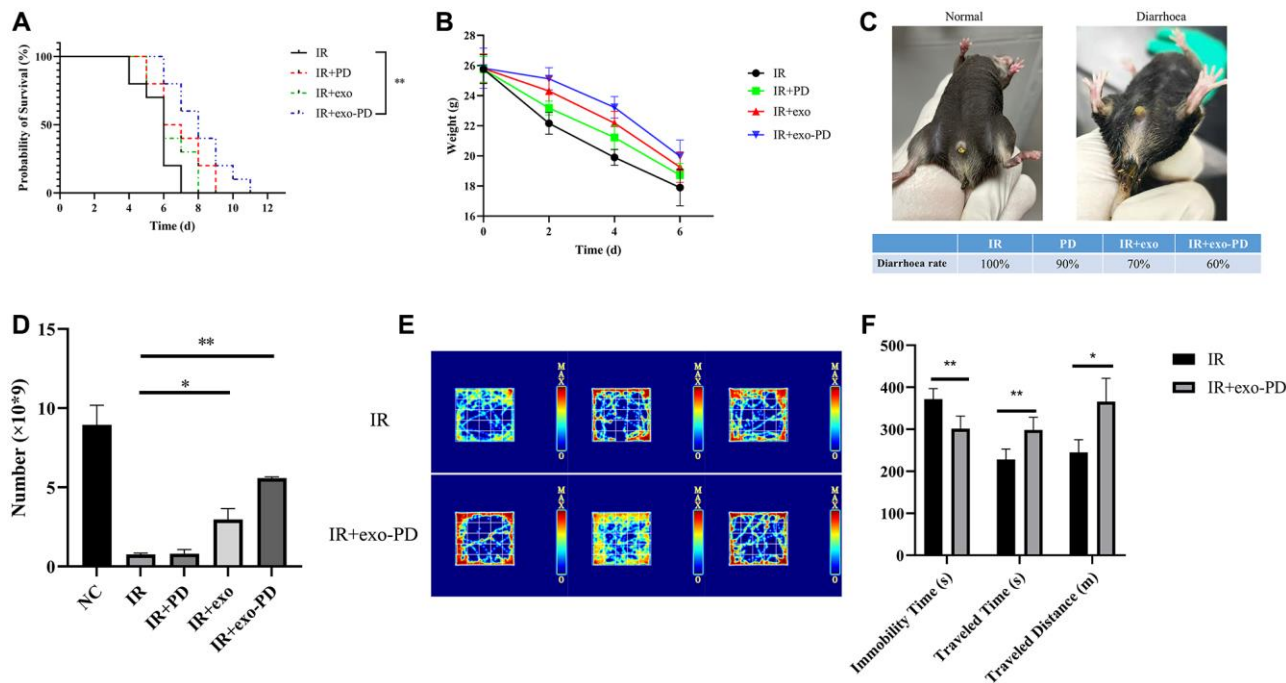 A
IR
IR+PD
IR+exo
IR+exo-PD
**
Probability of Survival (%)
100
50
0
0 2 4 6 8 10 12
Time (d)
B
IR
IR+PD
IR+exo
IR+exo-PD
Weight (g)
28
26
24
22
20
18
16
0 2 4 6
Time (d)
C
Normal Diarrhoea
IR PD IR+exo IR+exo-PD
Diarrhoea rate 100% 90% 70% 60%
D
Number (×10*9)
15
10
5
0
**
*
NC IR IR+PD IR+exo IR+exo-PD
E
IR
MAX MAX MAX
0 0 0
IR+exo-PD
MAX MAX MAX
0 0 0
F
IR
IR+exo-PD
500
400
300
200
100
0
** ** *
Immobility Time (s) Traveled Time (s) Traveled Distance (m)